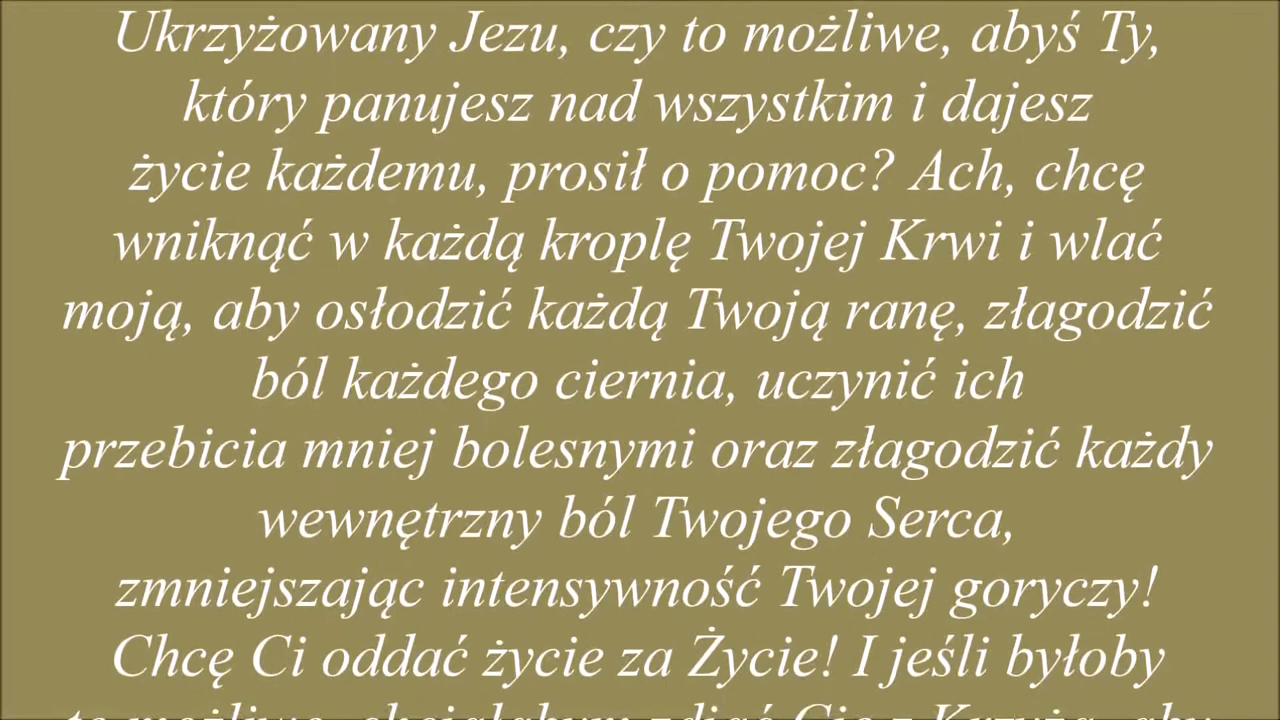 Ukrzyżowany Jezu, czy to możliwe, abyś Ty,
który panujesz nad wszystkim i dajesz
życie każdemu, prosił o pomoc? Ach, chcę
wniknąć w każdą kroplę Twojej Krwi i wlać
moją, aby osłodzić każdą Twoją ranę, złagodzić
ból każdego ciernia, uczynić ich
przebicia mniej bolesnymi oraz złagodzić każdy
wewnętrzny ból Twojego Serca,
zmniejszając intensywność Twojej goryczy!
Chcę Ci oddać życie za Życie! I jeśli byłoby